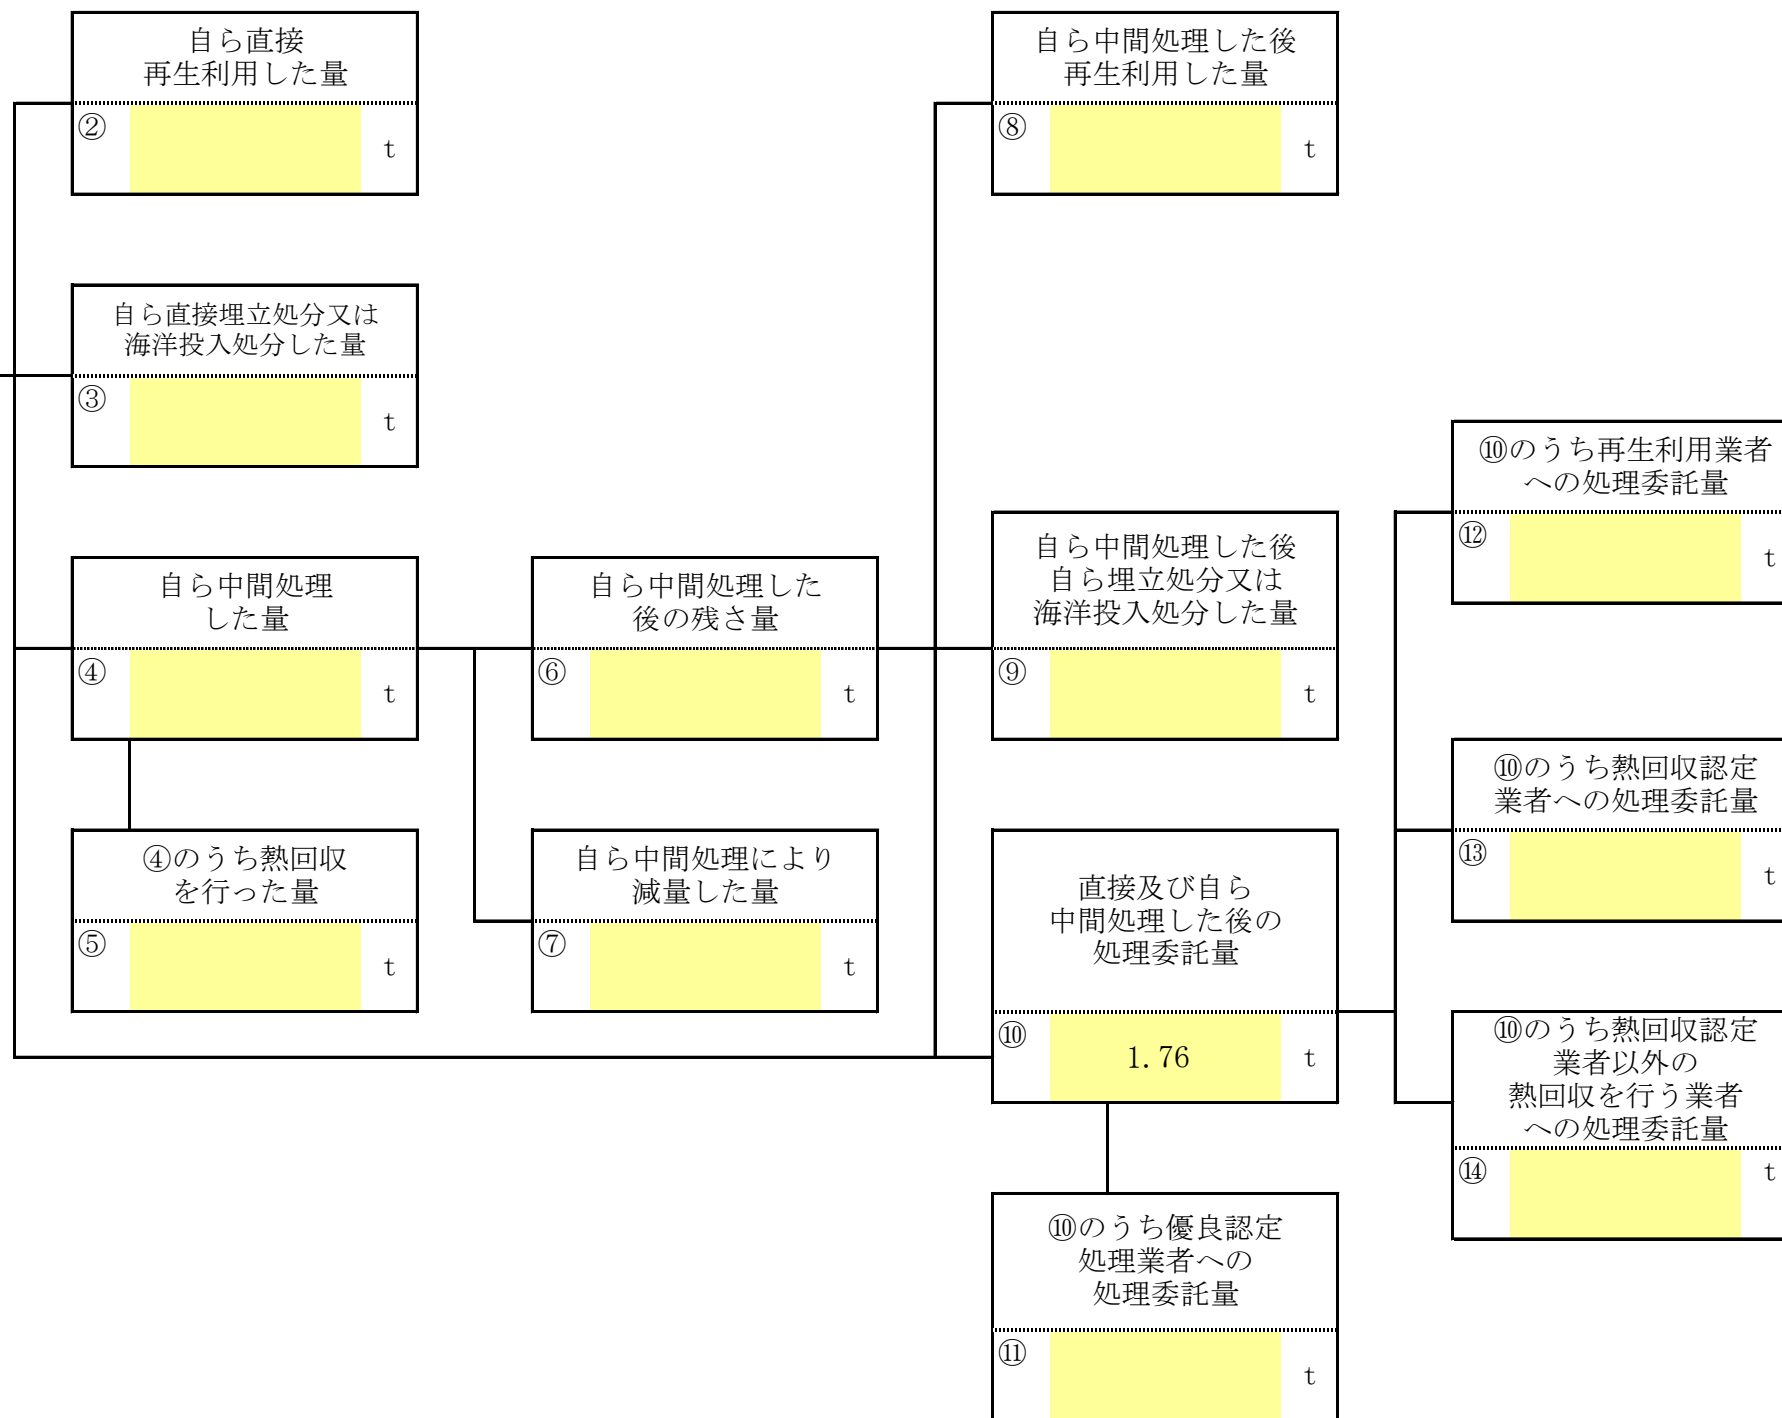 自ら直接
再生利用した量
②
t
自ら中間処理した後
再生利用した量
⑧
t
自ら直接埋立処分又は
海洋投入処分した量
③
t
⑩のうち再生利用業者
への処理委託量
⑫
t
自ら中間処理
した量
④
t
自ら中間処理した
後の残さ量
⑥
t
自ら中間処理した後
自ら埋立処分又は
海洋投入処分した量
⑨
t
⑩のうち熱回収認定
業者への処理委託量
⑬
t
④のうち熱回収
を行った量
⑤
t
自ら中間処理により
減量した量
⑦
t
直接及び自ら
中間処理した後の
処理委託量
⑩
1.76 t
⑩のうち熱回収認定
業者以外の
熱回収を行う業者
への処理委託量
⑭
t
⑩のうち優良認定
処理業者への
処理委託量
⑪
t